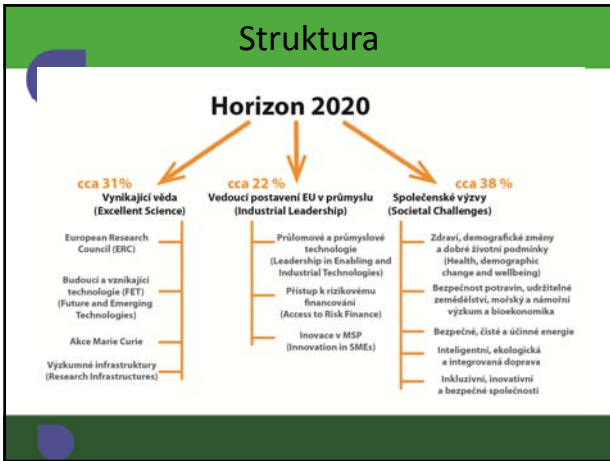 Struktura
Horizon 2020
cca 31%
Vynikající věda
(Excellent Science)
European Research
Council (ERC)
Budoucí a vznikající
technologie (FET)
(Future and Emerging
Technologies)
Akce Marie Curie
Výzkumné infrastruktury
(Research Infrastructures)
cca 22 %
Vedoucí postavení EU v průmyslu
(Industrial Leadership)
Průlomové a průmyslové
technologie
(Leadership in Enabling and
Industrial Technologies)
Přístup k rizikovému
financování
(Access to Risk Finance)
Inovace v MSP
(Innovation in SMEs)
cca 38 %
Společenské výzvy
(Societal Challenges)
Zdraví, demografické změny
a dobré životní podmínky
(Health, demographic
change and wellbeing)
Bezpečnost potravin, udržitelné
zemědělství, mořský a námořní
výzkum a bioekonomika
Bezpečné, čisté a účinné energie
Inteligentní, ekologická
a integrovaná doprava
Inkluzivní, inovativní
a bezpečné společnosti